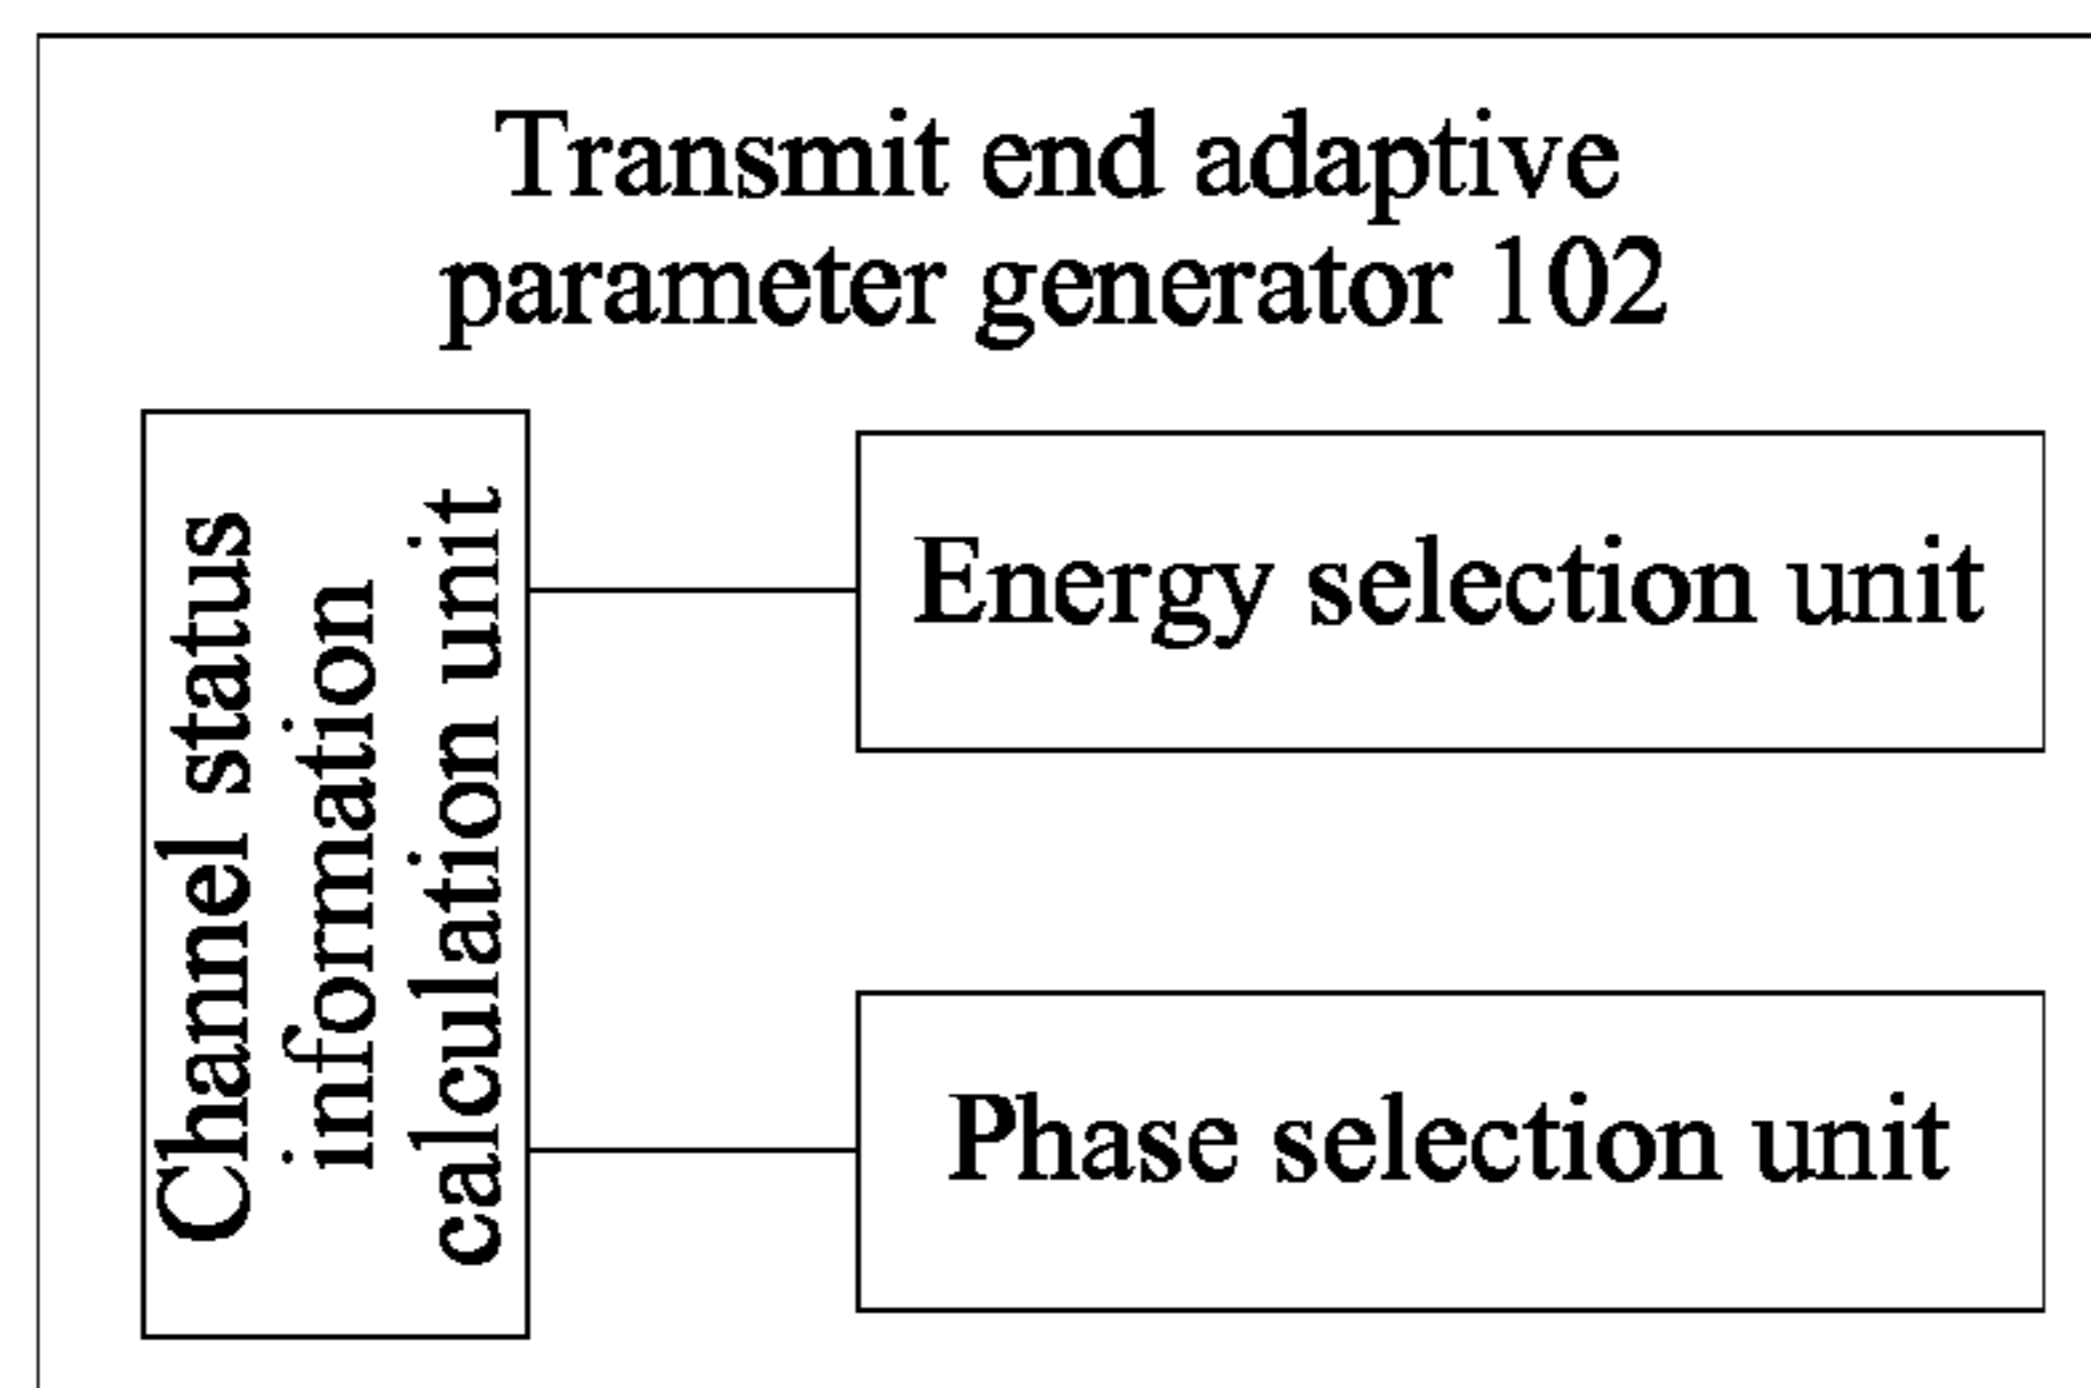 Transmit end adaptive
parameter generator 102
Channel status
information
calculation unit
Energy selection unit
Phase selection unit